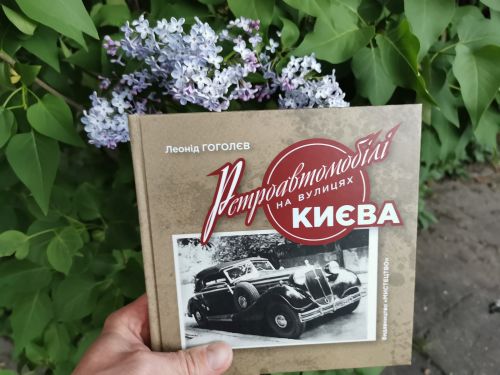 Леонід ГОГОЛЄВ
Ретроавтомобілі
НА ВУЛИЦЯХ
КИЄВА
Видавництво «МИСТЕЦТВО»